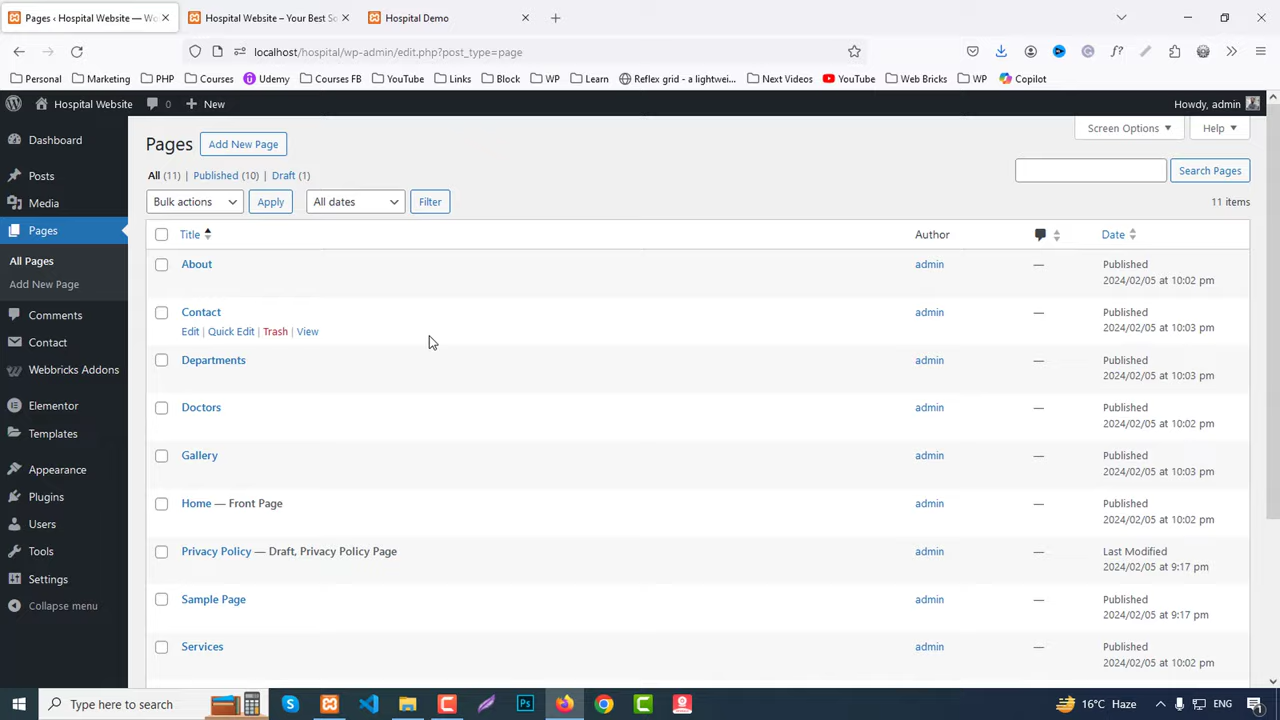 Pages ‹ Hospital Website — Wo
Hospital Website – Your Best So
Hospital Demo
localhost/hospital/wp-admin/edit.php?post_type=page
Personal
Marketing
PHP
Courses
Udemy
Courses FB
YouTube
Links
Block
WP
Learn
Reflex grid - a lightwei...
Next Videos
YouTube
Web Bricks
WP
Copilot
Hospital Website
0
New
Howdy, admin
Dashboard
Posts
Media
Pages
All Pages
Add New Page
Comments
Contact
Webbricks Addons
Elementor
Templates
Appearance
Plugins
Users
Tools
Settings
Collapse menu
Pages
Add New Page
Screen Options
Help
All (11) | Published (10) | Draft (1)
Search Pages
Bulk actions
Apply
All dates
Filter
11 items
Title
Author
Date
About
admin
—
Published
2024/02/05 at 10:02 pm
Contact
Edit | Quick Edit | Trash | View
admin
—
Published
2024/02/05 at 10:03 pm
Departments
admin
—
Published
2024/02/05 at 10:03 pm
Doctors
admin
—
Published
2024/02/05 at 10:02 pm
Gallery
admin
—
Published
2024/02/05 at 10:03 pm
Home — Front Page
admin
—
Published
2024/02/05 at 10:02 pm
Privacy Policy — Draft, Privacy Policy Page
admin
—
Last Modified
2024/02/05 at 9:17 pm
Sample Page
admin
—
Published
2024/02/05 at 9:17 pm
Services
admin
—
Published
2024/02/05 at 10:02 pm
Type here to search
Ps
16°C Haze
ENG
1